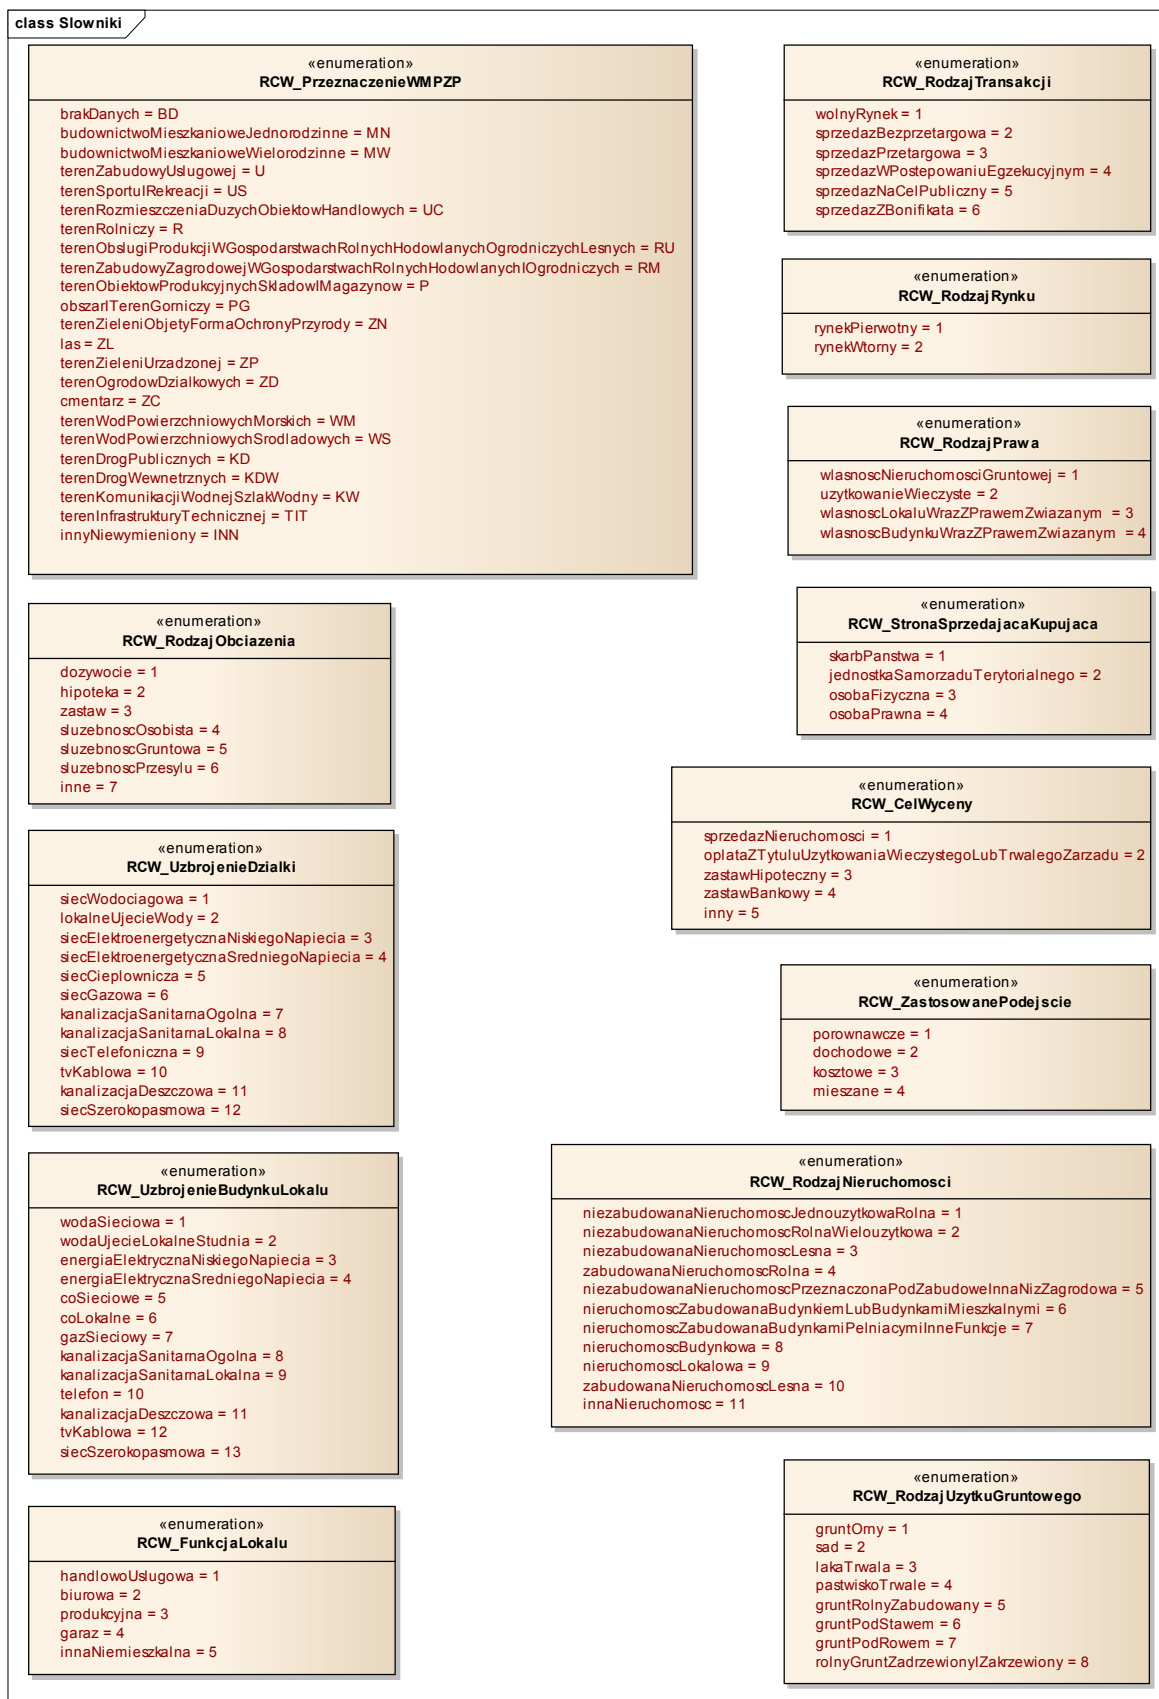 class Slowniki
«enumeration»
RCW_PrzeznaczenieWMPZP
brakDanych = BD
budownictwoMieszkanioweJednorodzinne = MN
budownictwoMieszkanioweWielorodzinne = MW
terenZabudowyUslugowej = U
terenSportuIRekreacji = US
terenRozmieszczeniaDuzychObiektowHandlowych = UC
terenRolniczy = R
terenObslugiProdukcjiWGospodarstwachRolnychHodowlanychOgrodniczychLesnych = RU
terenZabudowyZagrodowejWGospodarstwachRolnychHodowlanychIOgrodniczych = RM
terenObiektowProdukcyjnychSkladowIMagazynow = P
obszarITerenGorniczy = PG
terenZieleniObjetyFormaOchronyPrzyrody = ZN
las = ZL
terenZieleniUrzadzonej = ZP
terenOgrodowDzialkowych = ZD
cmentarz = ZC
terenWodPowierzchniowychMorskich = WM
terenWodPowierzchniowychSrodladowych = WS
terenDrogPublicznych = KD
terenDrogWewnetrznych = KDW
terenKomunikacjiWodnejSzlakWodny = KW
terenInfrastrukturyTechnicznej = TIT
innyNiewymieniony = INN
«enumeration»
RCW_RodzajObciazenia
dozywocie = 1
hipoteka = 2
zastaw = 3
sluzebnoscOsobista = 4
sluzebnoscGruntowa = 5
sluzebnoscPrzesylu = 6
inne = 7
«enumeration»
RCW_UzbrojenieDzialki
siecWodociagowa = 1
lokalneUjecieWody = 2
siecElektroenergetycznaNiskiegoNapiecia = 3
siecElektroenergetycznaSredniegoNapiecia = 4
siecCieplownicza = 5
siecGazowa = 6
kanalizacjaSanitarnaOgolna = 7
kanalizacjaSanitarnaLokalna = 8
siecTelefoniczna = 9
tvKablowa = 10
kanalizacjaDeszczowa = 11
siecSzerokopasmowa = 12
«enumeration»
RCW_UzbrojenieBudynkuLokalu
wodaSieciowa = 1
wodaUjecieLokalneStudnia = 2
energiaElektrycznaNiskiegoNapiecia = 3
energiaElektrycznaSredniegoNapiecia = 4
coSieciowe = 5
coLokalne = 6
gazSieciowy = 7
kanalizacjaSanitarnaOgolna = 8
kanalizacjaSanitarnaLokalna = 9
telefon = 10
kanalizacjaDeszczowa = 11
tvKablowa = 12
siecSzerokopasmowa = 13
«enumeration»
RCW_FunkcjaLokalu
handlowoUslugowa = 1
biurowa = 2
produkcyjna = 3
garaz = 4
innaNiemieszkalna = 5
«enumeration»
RCW_RodzajTransakcji
wolnyRynek = 1
sprzedazBezprzetargowa = 2
sprzedazPrzetargowa = 3
sprzedazWPostepowaniuEgzekucyjnym = 4
sprzedazNaCelPubliczny = 5
sprzedazZBonifikata = 6
«enumeration»
RCW_RodzajRynku
rynekPierwotny = 1
rynekWtorny = 2
«enumeration»
RCW_RodzajPrawa
wlasnoscNieruchomosciGruntowej = 1
uzytkowanieWieczyste = 2
wlasnoscLokaluWrazZPrawemZwiazanym = 3
wlasnoscBudynkuWrazZPrawemZwiazanym = 4
«enumeration»
RCW_StronaSprzedajacaKupujaca
skarbPanstwa = 1
jednostkaSamorzaduTerytorialnego = 2
osobaFizyczna = 3
osobaPrawna = 4
«enumeration»
RCW_CelWyceny
sprzedazNieruchomosci = 1
oplataZTytuluUzytkowaniaWieczystegoLubTrwalegoZarzadu = 2
zastawHipoteczny = 3
zastawBankowy = 4
inny = 5
«enumeration»
RCW_ZastosowanePodejscie
porownawcze = 1
dochodowe = 2
kosztowe = 3
mieszane = 4
«enumeration»
RCW_RodzajNieruchomosci
niezabudowanaNieruchomoscJednouzytkowaRolna = 1
niezabudowanaNieruchomoscRolnaWielouzytkowa = 2
niezabudowanaNieruchomoscLesna = 3
zabudowanaNieruchomoscRolna = 4
niezabudowanaNieruchomoscPrzeznaczonaPodZabudoweInnaNizZagrodowa = 5
nieruchomoscZabudowanaBudynkiemLubBudynkamiMieszkalnymi = 6
nieruchomoscZabudowanaBudynkamiPelniacymiInneFunkcje = 7
nieruchomoscBudynkowa = 8
nieruchomoscLokalowa = 9
zabudowanaNieruchomoscLesna = 10
innaNieruchomosc = 11
«enumeration»
RCW_RodzajUzytkuGruntowego
gruntOrny = 1
sad = 2
lakaTrwala = 3
pastwiskoTrwale = 4
gruntRolnyZabudowany = 5
gruntPodStawem = 6
gruntPodRowem = 7
rolnyGruntZadrzewionyIZakrzewiony = 8